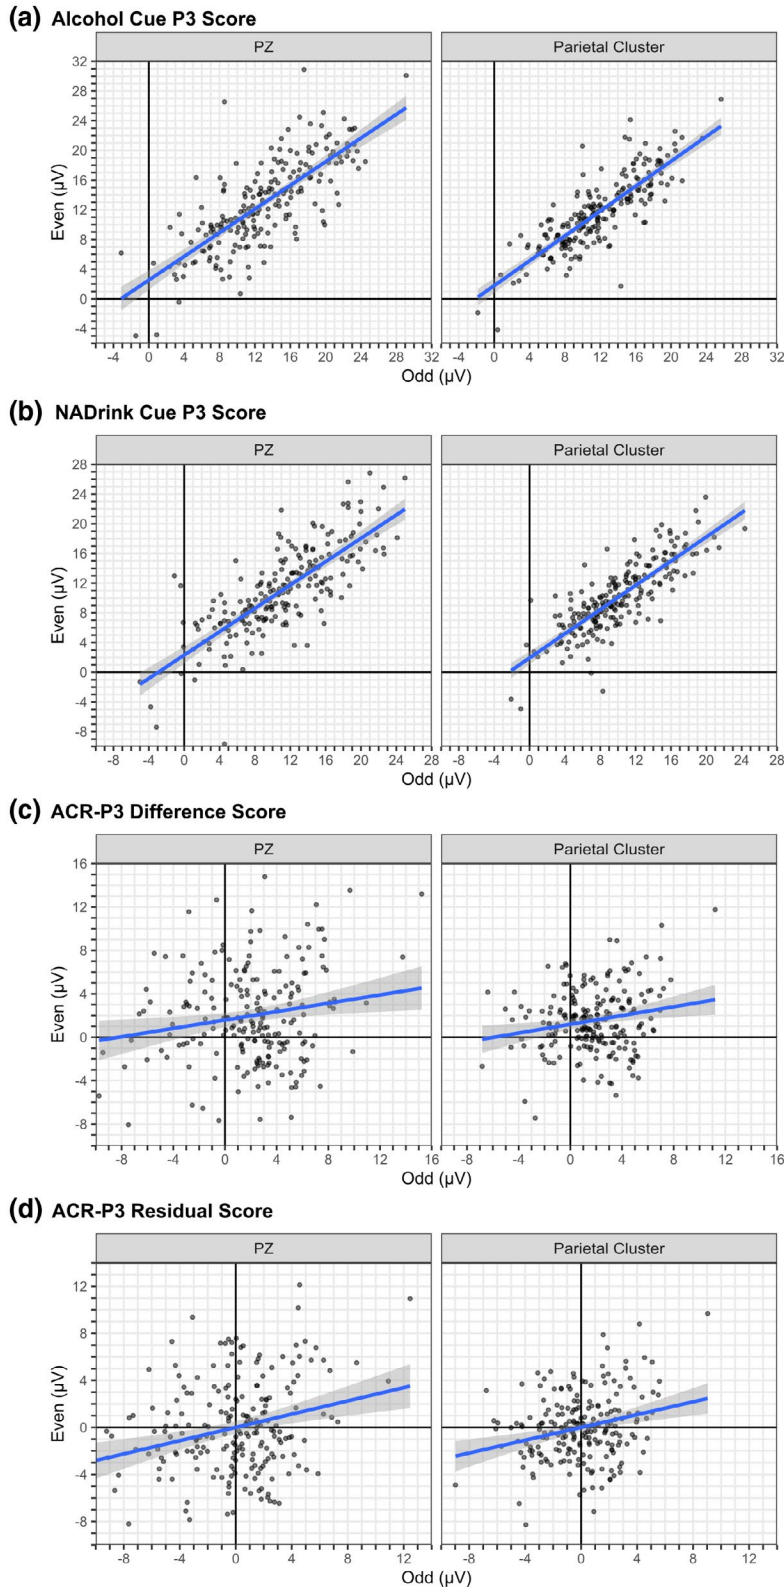 (a) Alcohol Cue P3 Score
PZ Parietal Cluster
32
28
24
20
16
12
8
4
0
-4
Even (µV)
-4 0 4 8 12 16 20 24 28 32 -4 0 4 8 12 16 20 24 28 32
Odd (µV)
(b) NADrink Cue P3 Score
PZ Parietal Cluster
28
24
20
16
12
8
4
0
-4
-8
Even (µV)
-8 -4 0 4 8 12 16 20 24 28 -8 -4 0 4 8 12 16 20 24 28
Odd (µV)
(c) ACR-P3 Difference Score
PZ Parietal Cluster
16
12
8
4
0
-4
-8
Even (µV)
-8 -4 0 4 8 12 16 -8 -4 0 4 8 12 16
Odd (µV)
(d) ACR-P3 Residual Score
PZ Parietal Cluster
12
8
4
0
-4
-8
Even (µV)
-8 -4 0 4 8 12 -8 -4 0 4 8 12
Odd (µV)